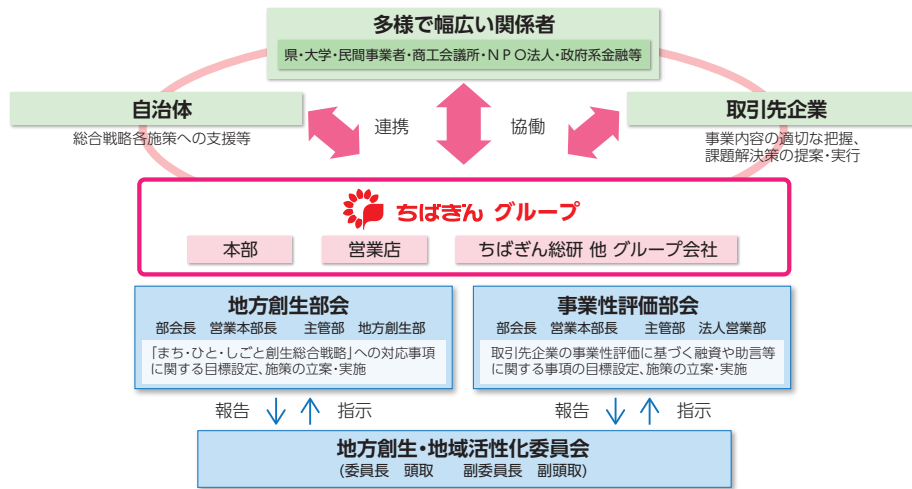 多様で幅広い関係者
県・大学・民間事業者・商工会議所・ＮＰＯ法人・政府系金融等
自治体
総合戦略各施策への支援等
連携
協働
取引先企業
事業内容の適切な把握、
課題解決策の提案・実行
ちばぎん グループ
本部
営業店
ちばぎん総研 他 グループ会社
地方創生部会
部会長　営業本部長　　主管部　地方創生部
「まち・ひと・しごと創生総合戦略」への対応事項
に関する目標設定、施策の立案・実施
事業性評価部会
部会長　営業本部長　　主管部　法人営業部
取引先企業の事業性評価に基づく融資や助言等
に関する事項の目標設定、施策の立案・実施
報告
指示
報告
指示
地方創生・地域活性化委員会
(委員長　頭取　　副委員長　副頭取)